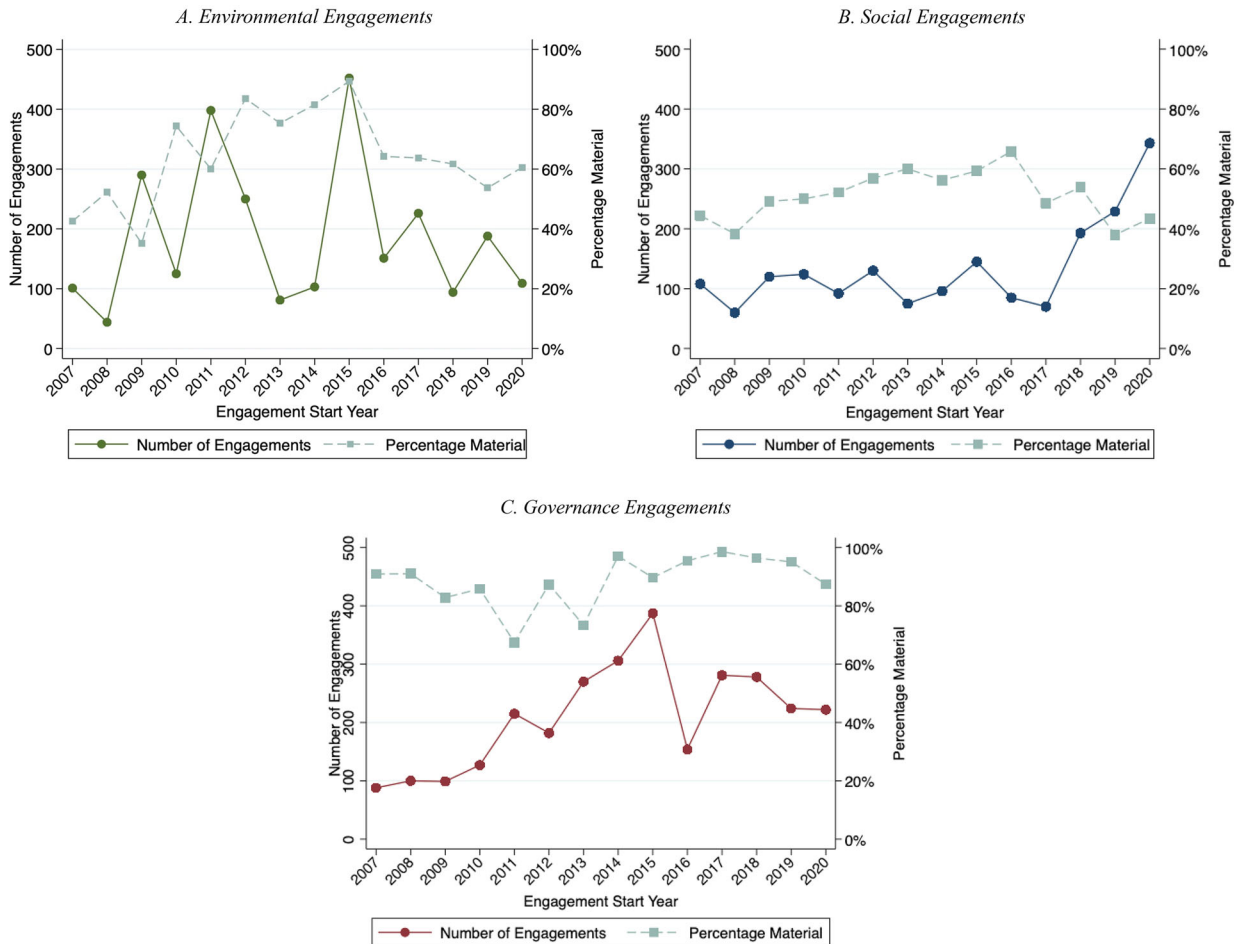 A. Environmental Engagements
500
400
300
200
100
0
Number of Engagements
100%
80%
60%
40%
20%
0%
Percentage Material
2007 2008 2009 2010 2011 2012 2013 2014 2015 2016 2017 2018 2019 2020
Engagement Start Year
Number of Engagements Percentage Material
B. Social Engagements
500
400
300
200
100
0
Number of Engagements
100%
80%
60%
40%
20%
0%
Percentage Material
2007 2008 2009 2010 2011 2012 2013 2014 2015 2016 2017 2018 2019 2020
Engagement Start Year
Number of Engagements Percentage Material
C. Governance Engagements
500
400
300
200
100
0
Number of Engagements
100%
80%
60%
40%
20%
0%
Percentage Material
2007 2008 2009 2010 2011 2012 2013 2014 2015 2016 2017 2018 2019 2020
Engagement Start Year
Number of Engagements Percentage Material